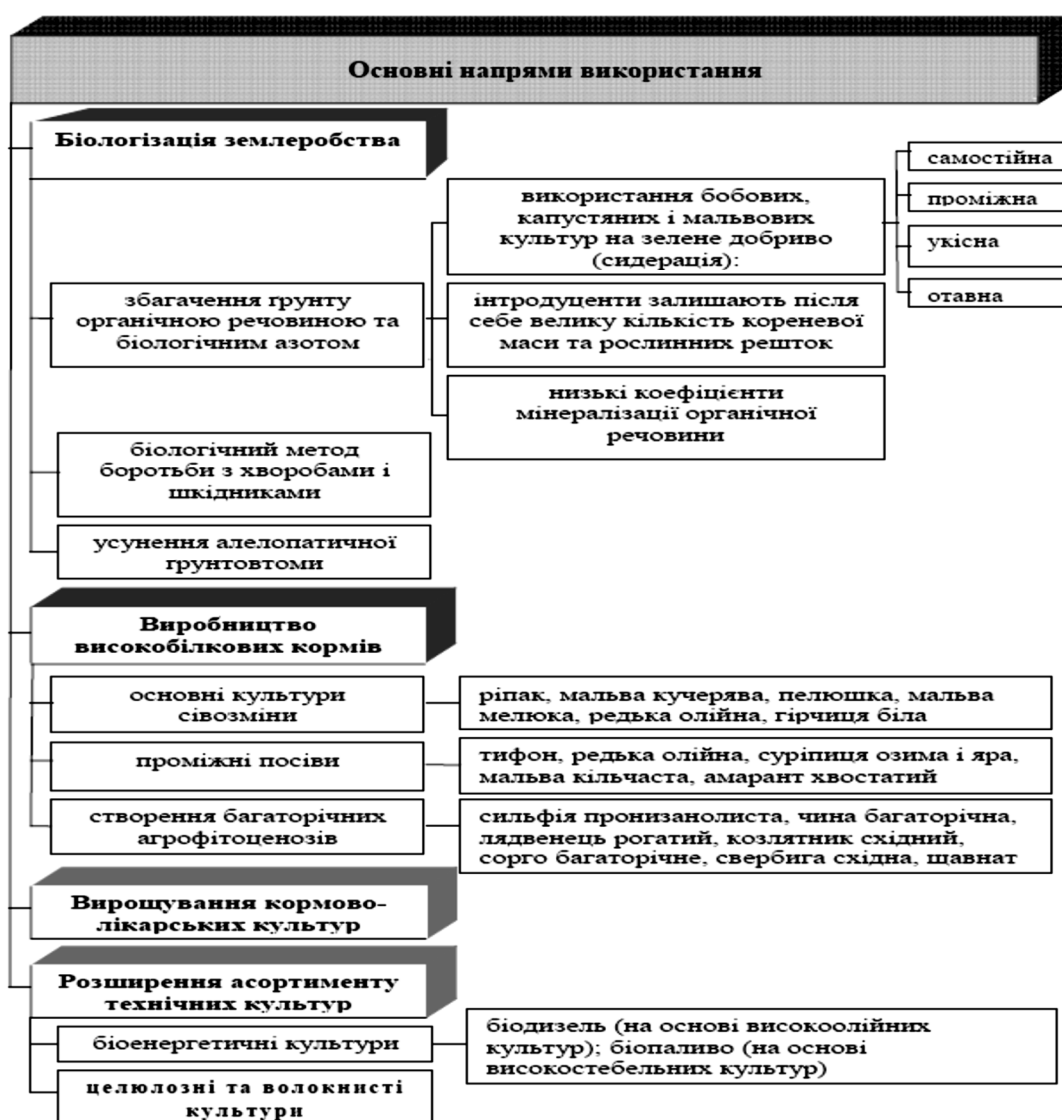 Основні напрями використання
Біологізація землеробства
збагачення ґрунту
органічною речовиною та
біологічним азотом
використання бобових,
капустяних і мальвових
культур на зелене добриво
(сидерація):
самостійна
проміжна
укісна
отавна
інтродуценти залишають після
себе велику кількість кореневої
маси та рослинних решток
низькі коефіцієнти
мінералізації органічної
речовини
біологічний метод
боротьби з хворобами і
шкідниками
усунення алелопатичної
ґрунтовтоми
Виробництво
високобілкових кормів
основні культури
сівозміни
ріпак, мальва кучерява, пелюшка, мальва
мелюка, редька олійна, гірчиця біла
проміжні посіви
тифон, редька олійна, суріпиця озима і яра,
мальва кільчаста, амарант хвостатий
створення багаторічних
агрофітоценозів
сильфія пронизанолиста, чина багаторічна,
лядвенець рогатий, козлятник східний,
сорго багаторічне, свербига східна, щавнат
Вирощування кормово-
лікарських культур
Розширення асортименту
технічних культур
біоенергетичні культури
біодизель (на основі високоолійних
культур); біопаливо (на основі
високостебельних культур)
целюлозні та волокнисті
культури